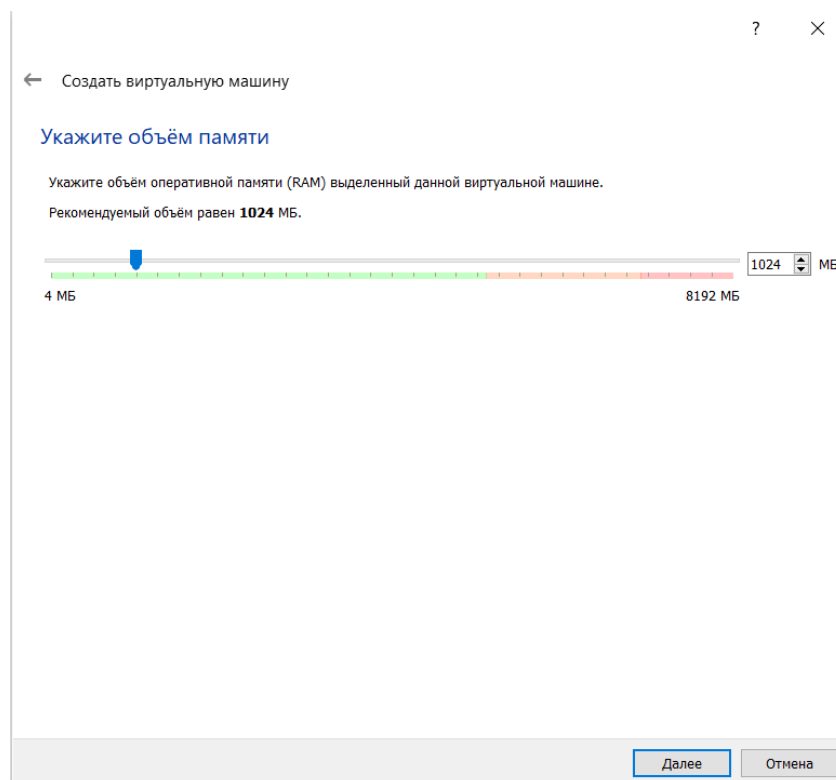 ?
Создать виртуальную машину
Укажите объём памяти
Укажите объём оперативной памяти (RAM) выделенный данной виртуальной машине.
Рекомендуемый объём равен 1024 МБ.
1024 МБ
4 МБ 8192 МБ
Далее Отмена